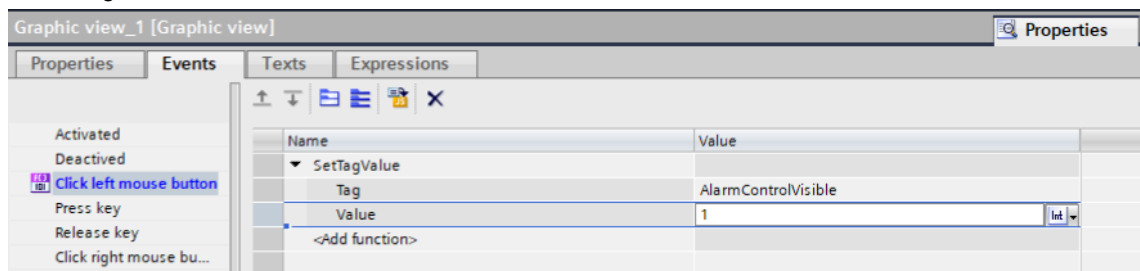 Graphic view_1 [Graphic view]
Properties
Properties Events Texts Expressions
Name Value
Activated
Deactived
SetTagValue
Click left mouse button
Tag AlarmControlVisible
Press key
Value 1 Int
Release key
<Add function>
Click right mouse bu...